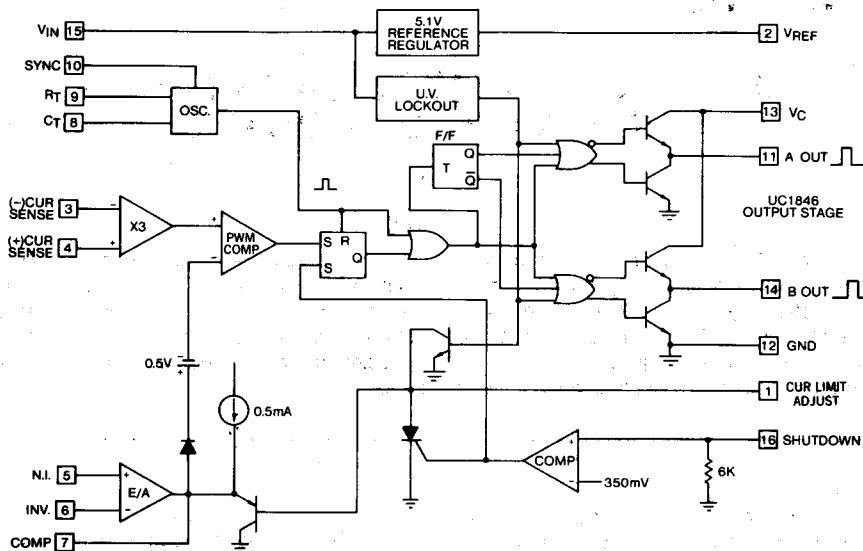 VIN 15
5.1V
REFERENCE
REGULATOR
2 VREF
SYNC 10
RT 9
CT 8
OSC.
U.V.
LOCKOUT
13 VC
F/F
T
Q
Q̅
11 A OUT
UC1846
OUTPUT STAGE
(-)CUR
SENSE 3
(+)CUR
SENSE 4
-
+
X3
+
-
PWM
COMP
S
R
S
Q
14 B OUT
12 GND
0.5V
-
+
0.5mA
1 CUR LIMIT
ADJUST
16 SHUTDOWN
COMP
+
-
350mV
6K
N.I. 5
INV. 6
+
-
E/A
COMP 7